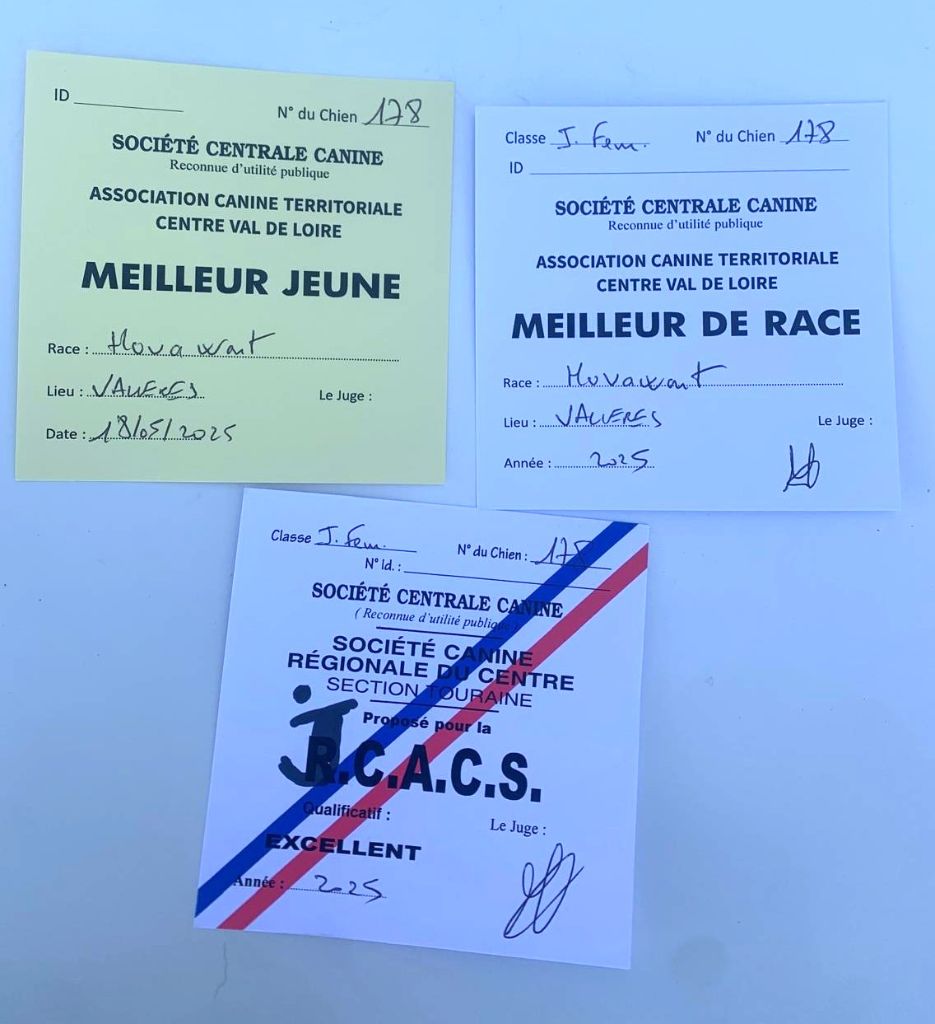 ID
N° du Chien 178
SOCIÉTÉ CENTRALE CANINE
Reconnue d'utilité publique
ASSOCIATION CANINE TERRITORIALE
CENTRE VAL DE LOIRE
MEILLEUR JEUNE
Race : Hovawart
Lieu : VALLERES Le Juge :
Date : 18/05/2025
Classe J. Fem. N° du Chien 178
ID
SOCIÉTÉ CENTRALE CANINE
Reconnue d'utilité publique
ASSOCIATION CANINE TERRITORIALE
CENTRE VAL DE LOIRE
MEILLEUR DE RACE
Race : Hovawart
Lieu : VALLERES Le Juge :
Année : 2025
Classe J. Fem. N° du Chien : 178
N° Id. :
SOCIÉTÉ CENTRALE CANINE
( Reconnue d'utilité publique )
SOCIÉTÉ CANINE
RÉGIONALE DU CENTRE
SECTION TOURAINE
Proposé pour la
J
R.C.A.C.S.
Qualificatif :
Le Juge :
EXCELLENT
Année : 2025